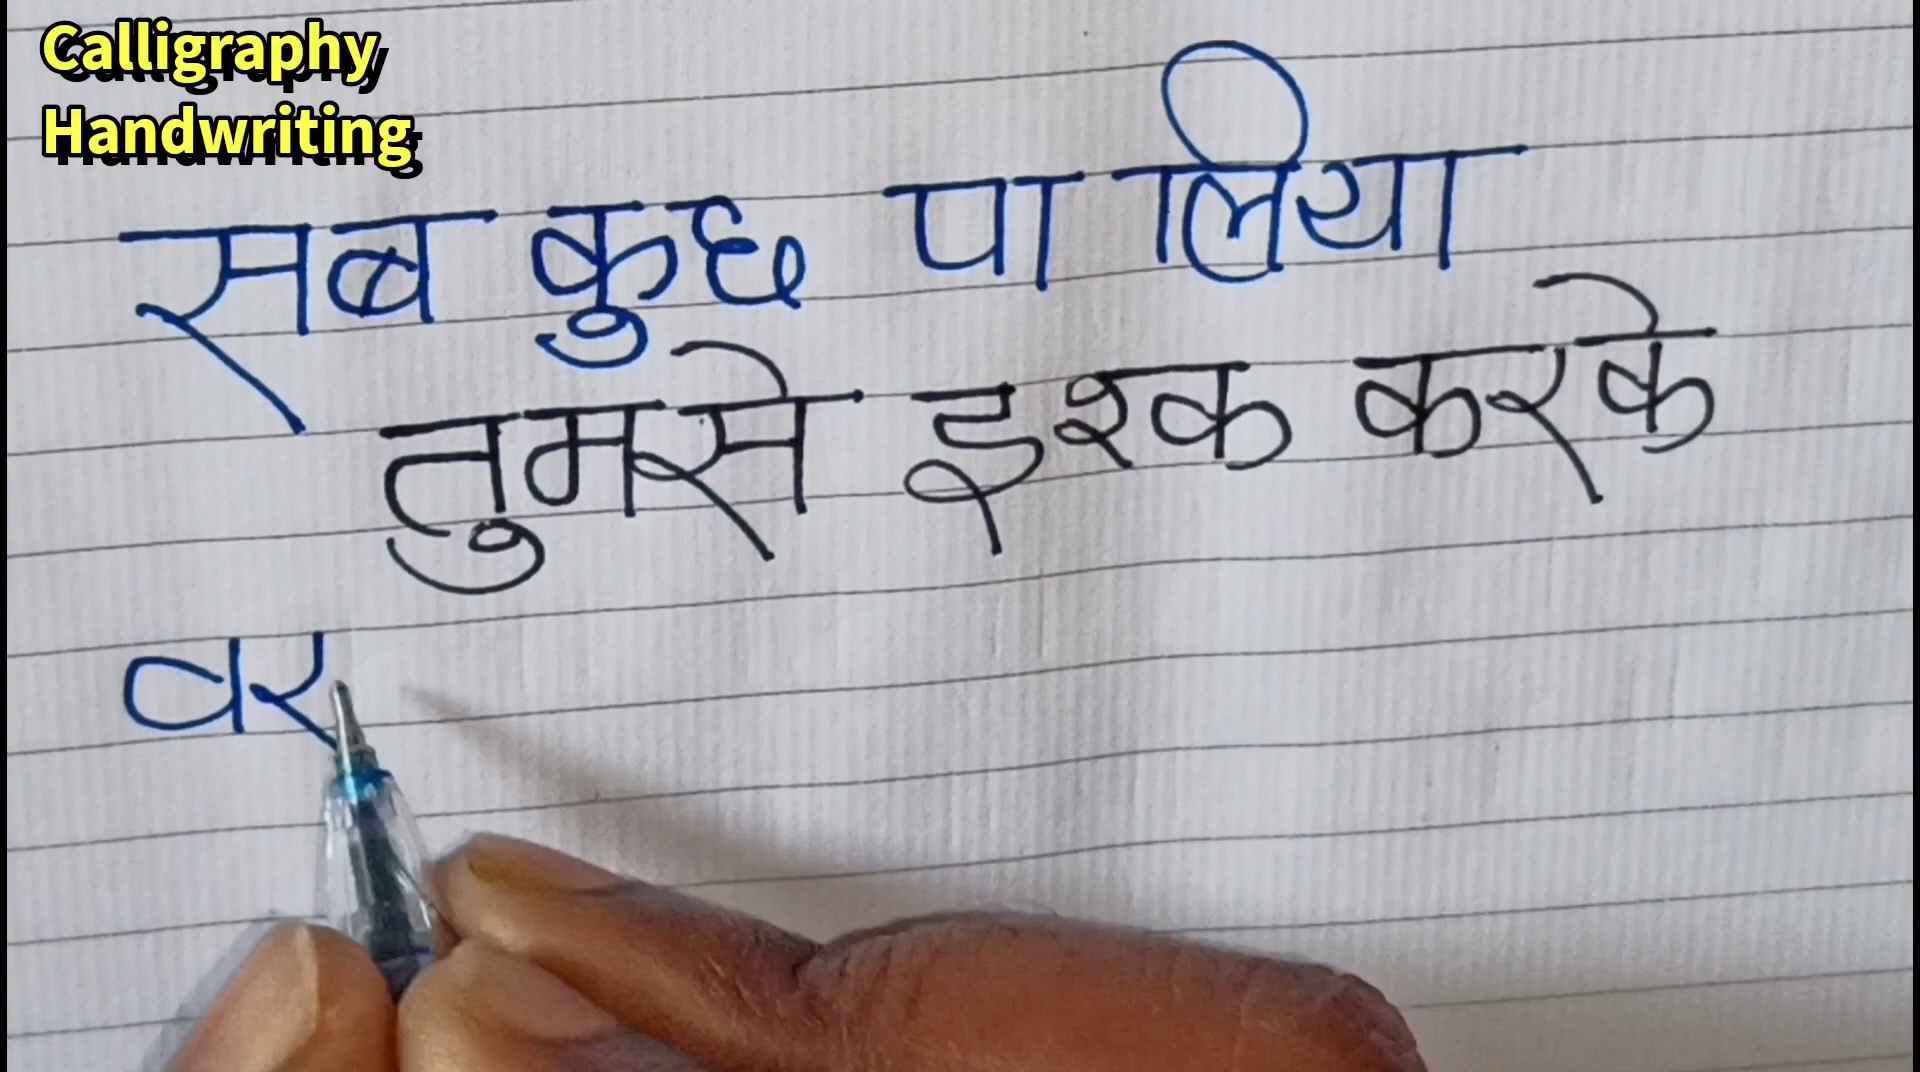 Calligraphy
Handwriting
सब कुछ पा लिया
तुमसे इश्क करके
वर